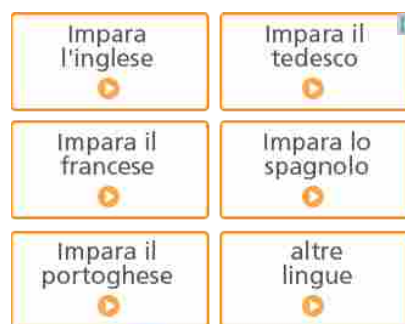 Impara
l'inglese
Impara il
tedesco
Impara il
francese
Impara lo
spagnolo
Impara il
portoghese
altre
lingue